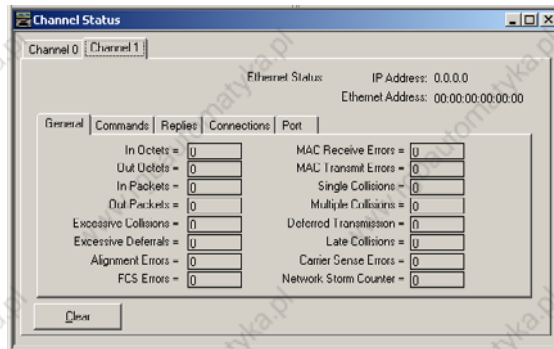 Channel Status
Channel 0 Channel 1
Ethernet Status IP Address: 0.0.0.0
Ethernet Address: 00:00:00:00:00:00
General Commands Replies Connections Port
In Octets = 0 MAC Receive Errors = 0
Out Octets = 0 MAC Transmit Errors = 0
In Packets = 0 Single Collisions = 0
Out Packets = 0 Multiple Collisions = 0
Excessive Collisions = 0 Deferred Transmission = 0
Excessive Deferrals = 0 Late Collisions = 0
Alignment Errors = 0 Carrier Sense Errors = 0
FCS Errors = 0 Network Storm Counter = 0
Clear